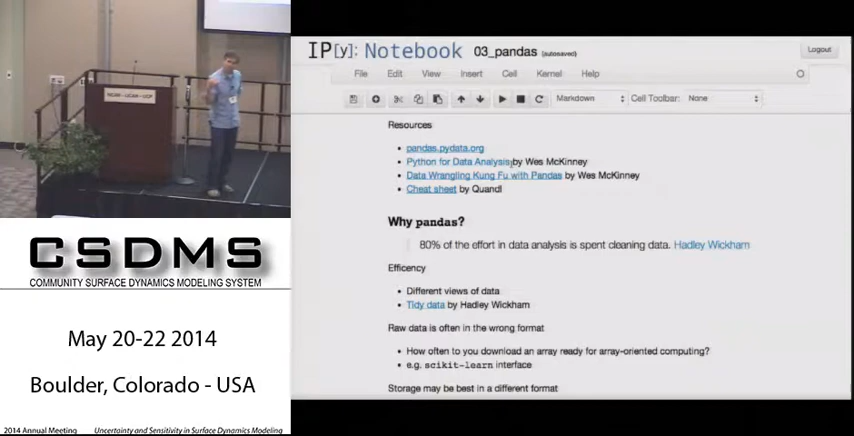 IP[y]: Notebook 03_pandas (autosaved)
Logout
File Edit View Insert Cell Kernel Help
Markdown Cell Toolbar: None
Resources
pandas.pydata.org
Python for Data Analysis by Wes McKinney
Data Wrangling Kung Fu with Pandas by Wes McKinney
Cheat sheet by Quandl
Why pandas?
80% of the effort in data analysis is spent cleaning data. Hadley Wickham
Efficency
Different views of data
Tidy data by Hadley Wickham
Raw data is often in the wrong format
How often to you download an array ready for array-oriented computing?
e.g. scikit-learn interface
Storage may be best in a different format
CSDMS
COMMUNITY SURFACE DYNAMICS MODELING SYSTEM
May 20-22 2014
Boulder, Colorado - USA
2014 Annual Meeting Uncertainty and Sensitivity in Surface Dynamics Modeling